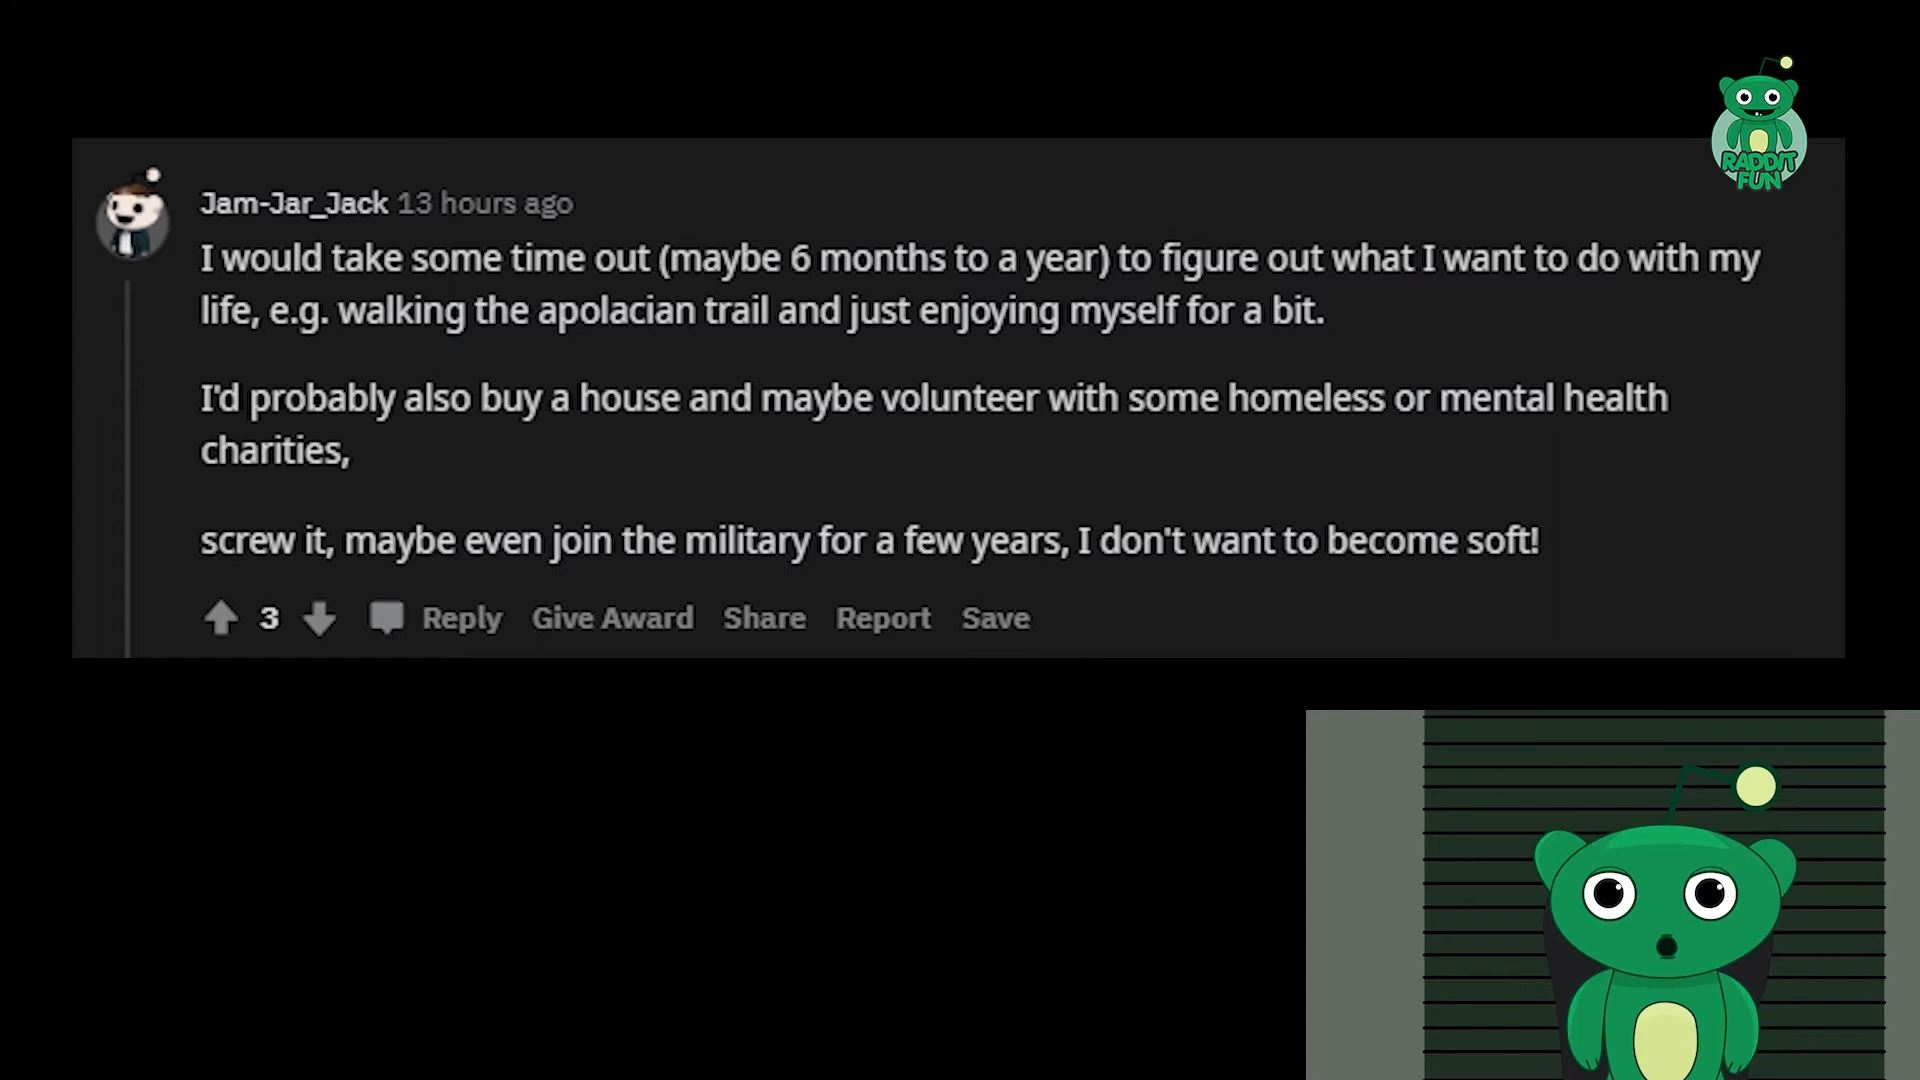 RADDIT
FUN
Jam-Jar_Jack 13 hours ago
I would take some time out (maybe 6 months to a year) to figure out what I want to do with my
life, e.g. walking the apolacian trail and just enjoying myself for a bit.
I'd probably also buy a house and maybe volunteer with some homeless or mental health
charities,
screw it, maybe even join the military for a few years, I don't want to become soft!
3 Reply Give Award Share Report Save